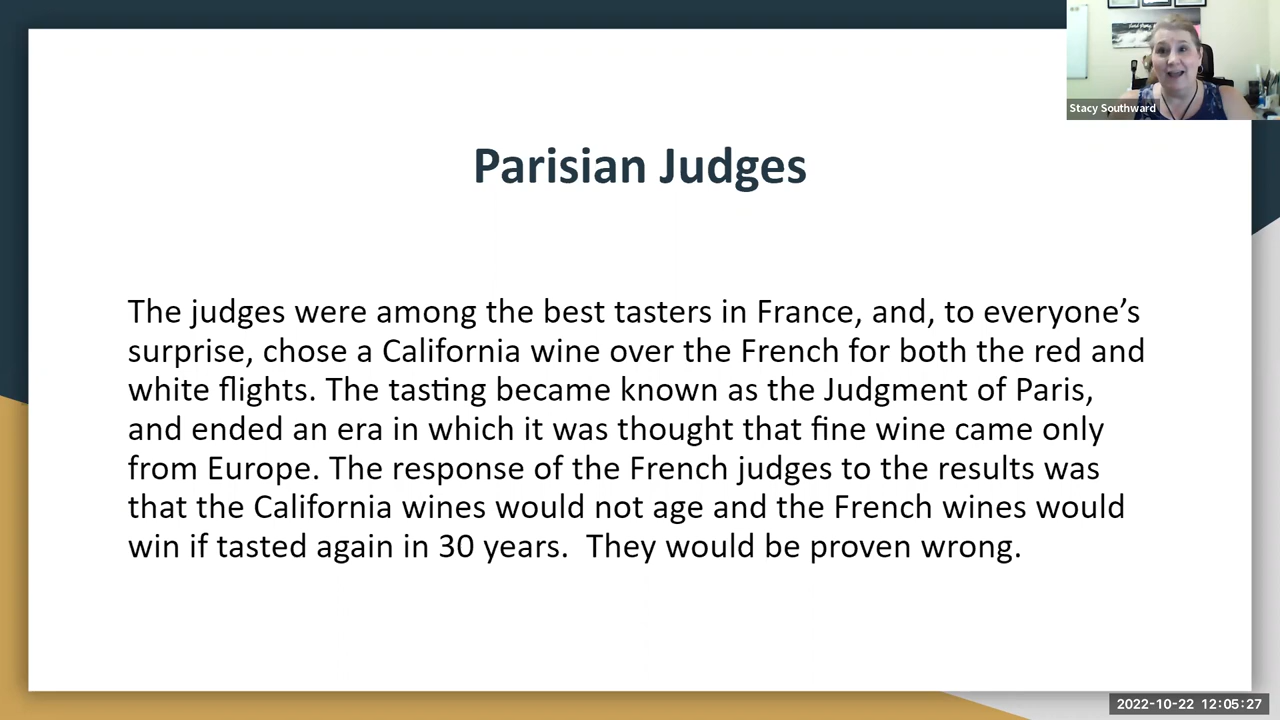 Stacy Southward
Parisian Judges
The judges were among the best tasters in France, and, to everyone’s
surprise, chose a California wine over the French for both the red and
white flights. The tasting became known as the Judgment of Paris,
and ended an era in which it was thought that fine wine came only
from Europe. The response of the French judges to the results was
that the California wines would not age and the French wines would
win if tasted again in 30 years.  They would be proven wrong.
2022-10-22 12:05:27